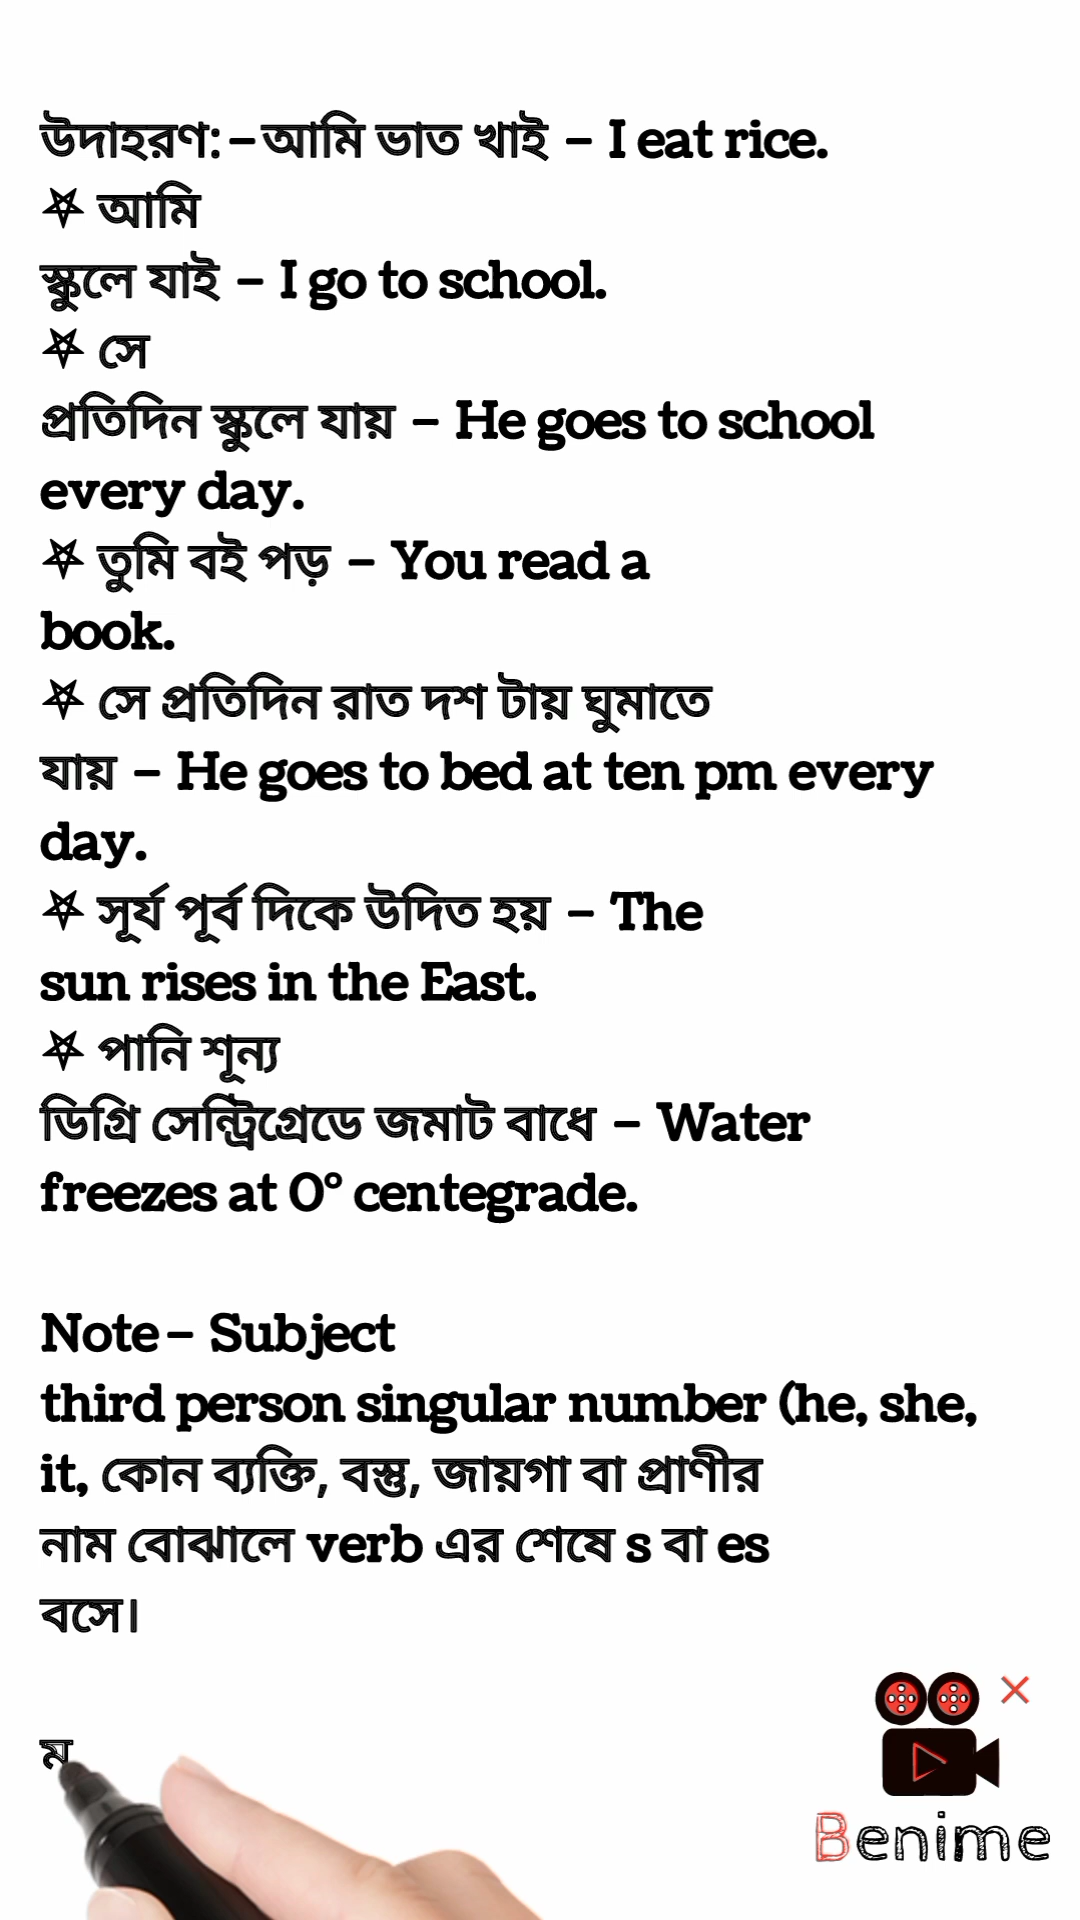 উদাহরণ:-আমি ভাত খাই - I eat rice.
⛧ আমি
স্কুলে যাই - I go to school.
⛧ সে
প্রতিদিন স্কুলে যায় - He goes to school
every day.
⛧ তুমি বই পড় - You read a
book.
⛧ সে প্রতিদিন রাত দশ টায় ঘুমাতে
যায় - He goes to bed at ten pm every
day.
⛧ সূর্য পূর্ব দিকে উদিত হয় - The
sun rises in the East.
⛧ পানি শূন্য
ডিগ্রি সেন্ট্রিগ্রেডে জমাট বাধে - Water
freezes at 0° centegrade.
Note- Subject
third person singular number (he, she,
it, কোন ব্যক্তি, বস্তু, জায়গা বা প্রাণীর
নাম বোঝালে verb এর শেষে s বা es
বসে।
ম
Benime